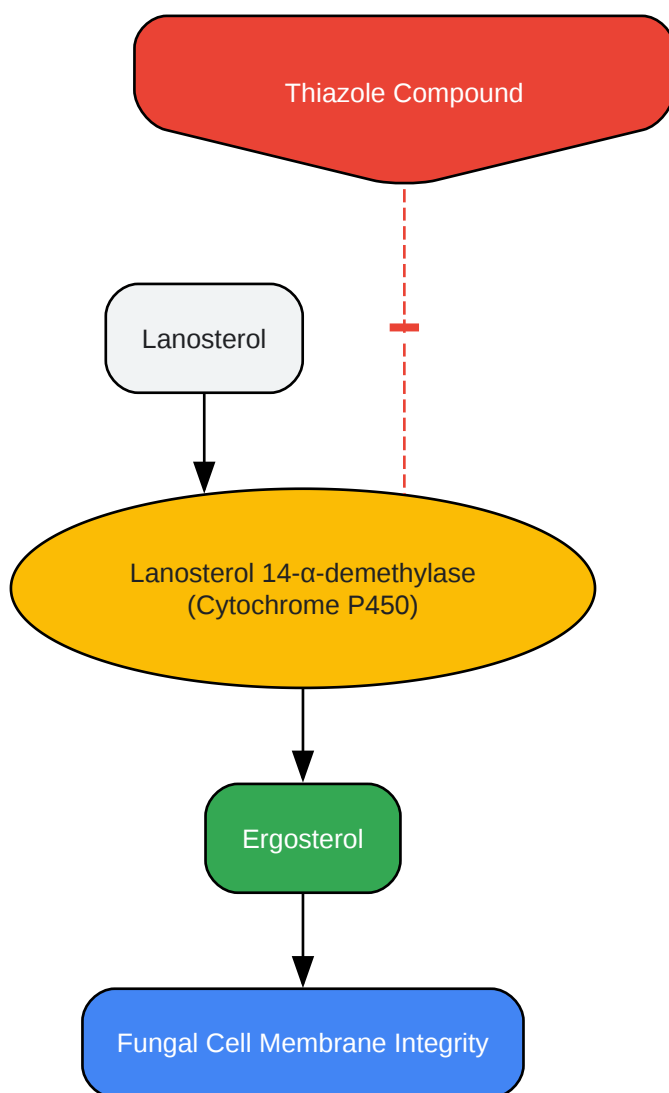 Thiazole Compound
Lanosterol
Lanosterol 14-α-demethylase
(Cytochrome P450)
Ergosterol
Fungal Cell Membrane Integrity